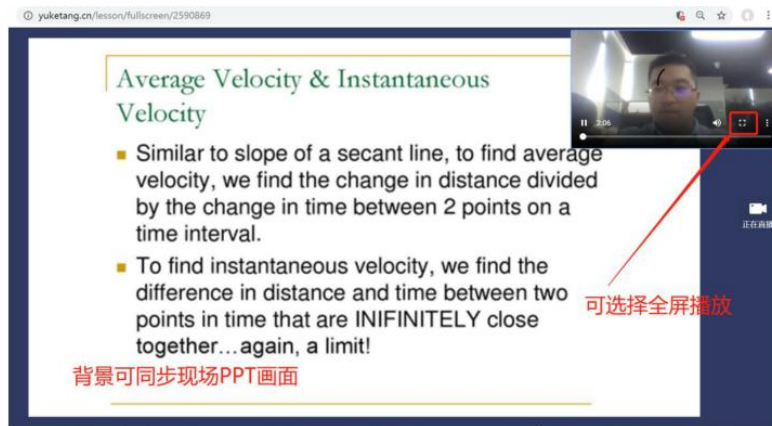 yuketang.cn/lesson/fullscreen/2590869
Average Velocity & Instantaneous
Velocity
2:06
Similar to slope of a secant line, to find average
velocity, we find the change in distance divided
by the change in time between 2 points on a
time interval.
正在直播
To find instantaneous velocity, we find the
difference in distance and time between two
points in time that are INIFINITELY close
together…again, a limit!
可选择全屏播放
背景可同步现场PPT画面